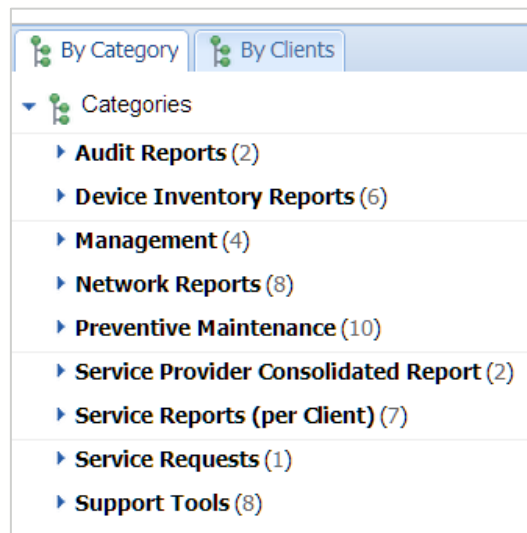 By Category By Clients
Categories
Audit Reports (2)
Device Inventory Reports (6)
Management (4)
Network Reports (8)
Preventive Maintenance (10)
Service Provider Consolidated Report (2)
Service Reports (per Client) (7)
Service Requests (1)
Support Tools (8)